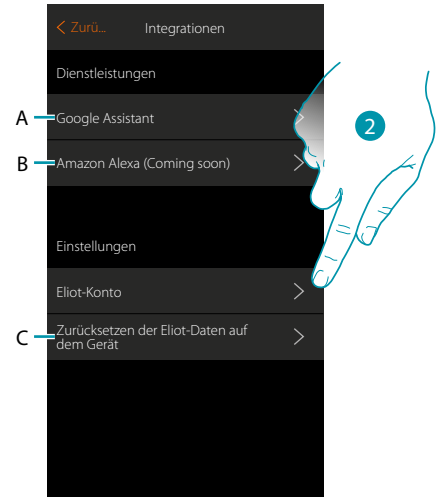 Zurü... Integrationen
Dienstleistungen
A Google Assistant
2
B Amazon Alexa (Coming soon)
Einstellungen
Eliot-Konto
C Zurücksetzen der Eliot-Daten auf
dem Gerät